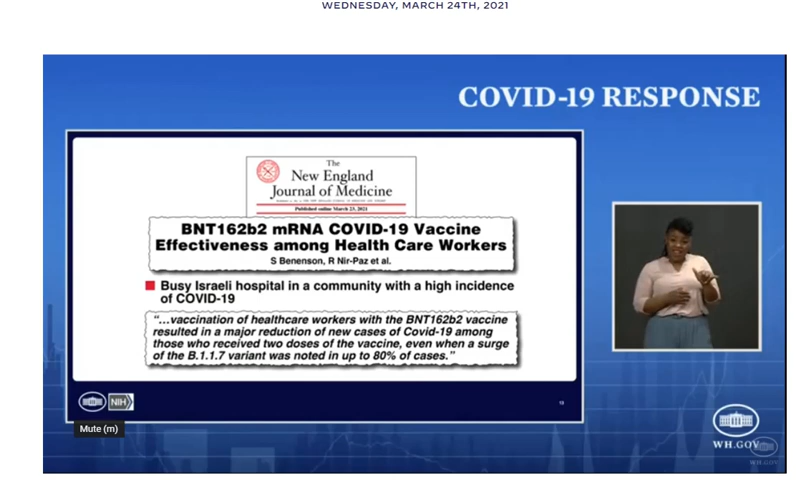 WEDNESDAY, MARCH 24TH, 2021
COVID-19 RESPONSE
The
New England
Journal of Medicine
Published online March 23, 2021
BNT162b2 mRNA COVID-19 Vaccine
Effectiveness among Health Care Workers
S Benenson, R Nir-Paz et al.
Busy Israeli hospital in a community with a high incidence
of COVID-19
“...vaccination of healthcare workers with the BNT162b2 vaccine
resulted in a major reduction of new cases of Covid-19 among
those who received two doses of the vaccine, even when a surge
of the B.1.1.7 variant was noted in up to 80% of cases.”
NIH
Mute (m)
WH.GOV
WH.GOV